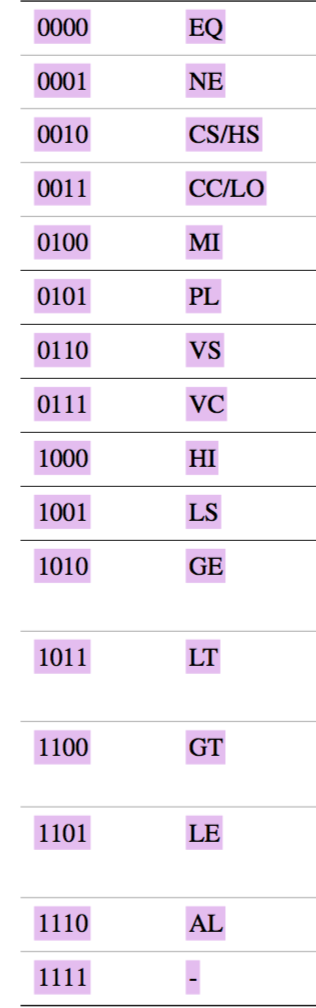 0000 EQ
0001 NE
0010 CS/HS
0011 CC/LO
0100 MI
0101 PL
0110 VS
0111 VC
1000 HI
1001 LS
1010 GE
1011 LT
1100 GT
1101 LE
1110 AL
1111 -